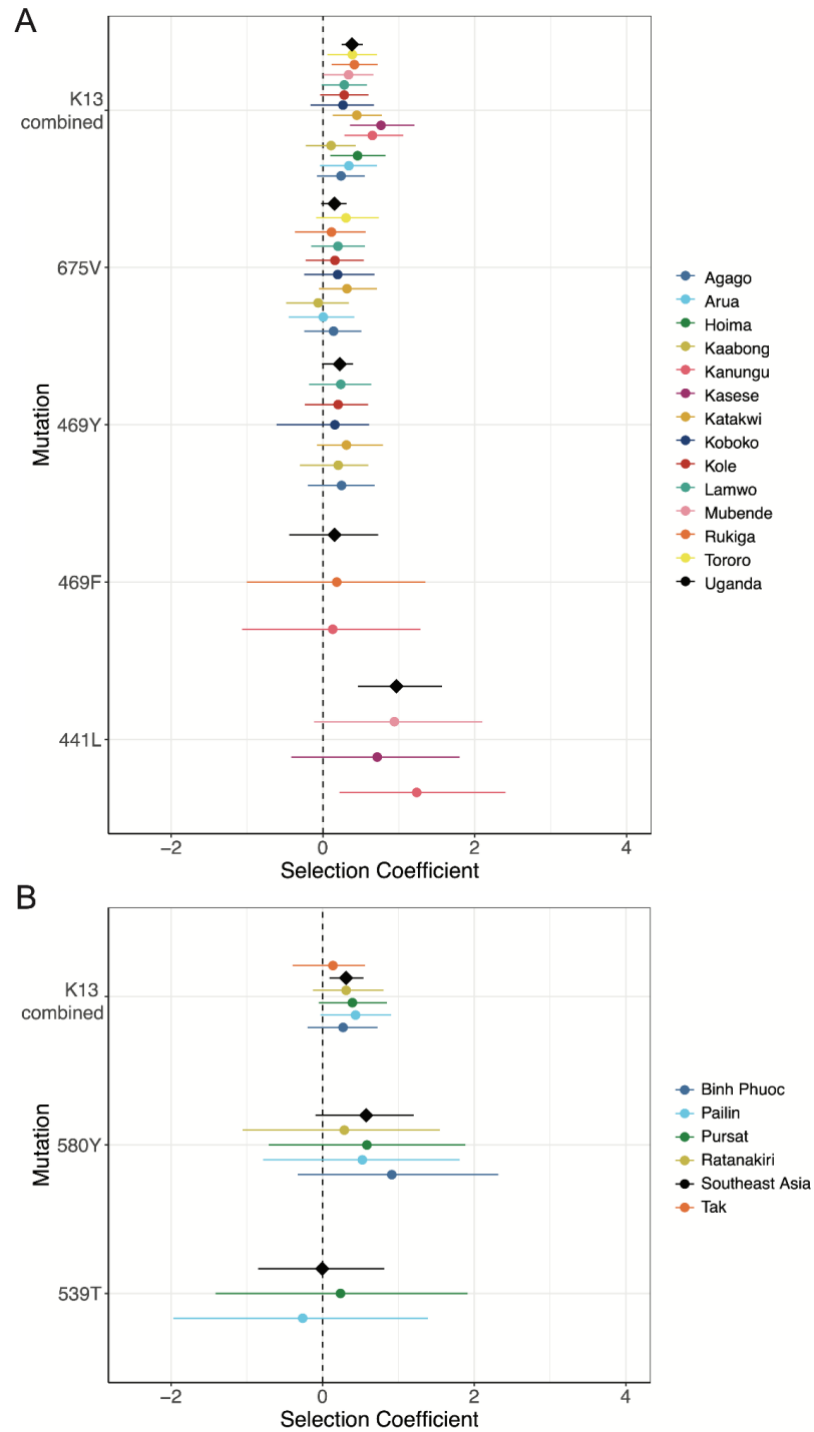 A
K13
combined
675V
469Y
469F
441L
Mutation
−2
0
2
4
Selection Coefficient
Agago
Arua
Hoima
Kaabong
Kanungu
Kasese
Katakwi
Koboko
Kole
Lamwo
Mubende
Rukiga
Tororo
Uganda
B
K13
combined
580Y
539T
Mutation
−2
0
2
4
Selection Coefficient
Binh Phuoc
Pailin
Pursat
Ratanakiri
Southeast Asia
Tak